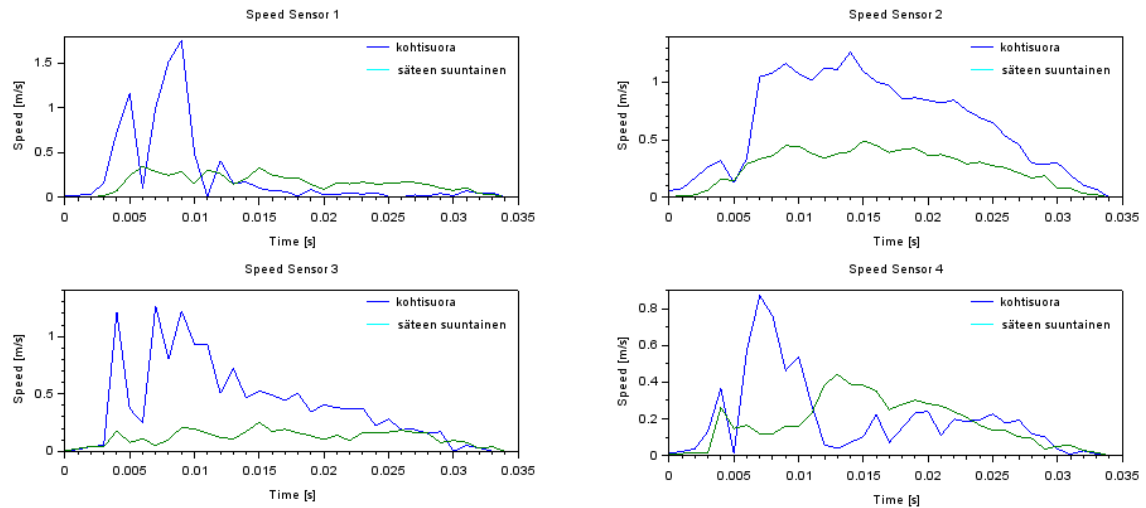 Speed Sensor 1
kohtisuora
säteen suuntainen
1.5
1
0.5
0
Speed [m/s]
0 0.005 0.01 0.015 0.02 0.025 0.03 0.035
Time [s]
Speed Sensor 2
kohtisuora
säteen suuntainen
1
0.5
0
Speed [m/s]
0 0.005 0.01 0.015 0.02 0.025 0.03 0.035
Time [s]
Speed Sensor 3
kohtisuora
säteen suuntainen
1
0.5
0
Speed [m/s]
0 0.005 0.01 0.015 0.02 0.025 0.03 0.035
Time [s]
Speed Sensor 4
kohtisuora
säteen suuntainen
0.8
0.6
0.4
0.2
0
Speed [m/s]
0 0.005 0.01 0.015 0.02 0.025 0.03 0.035
Time [s]